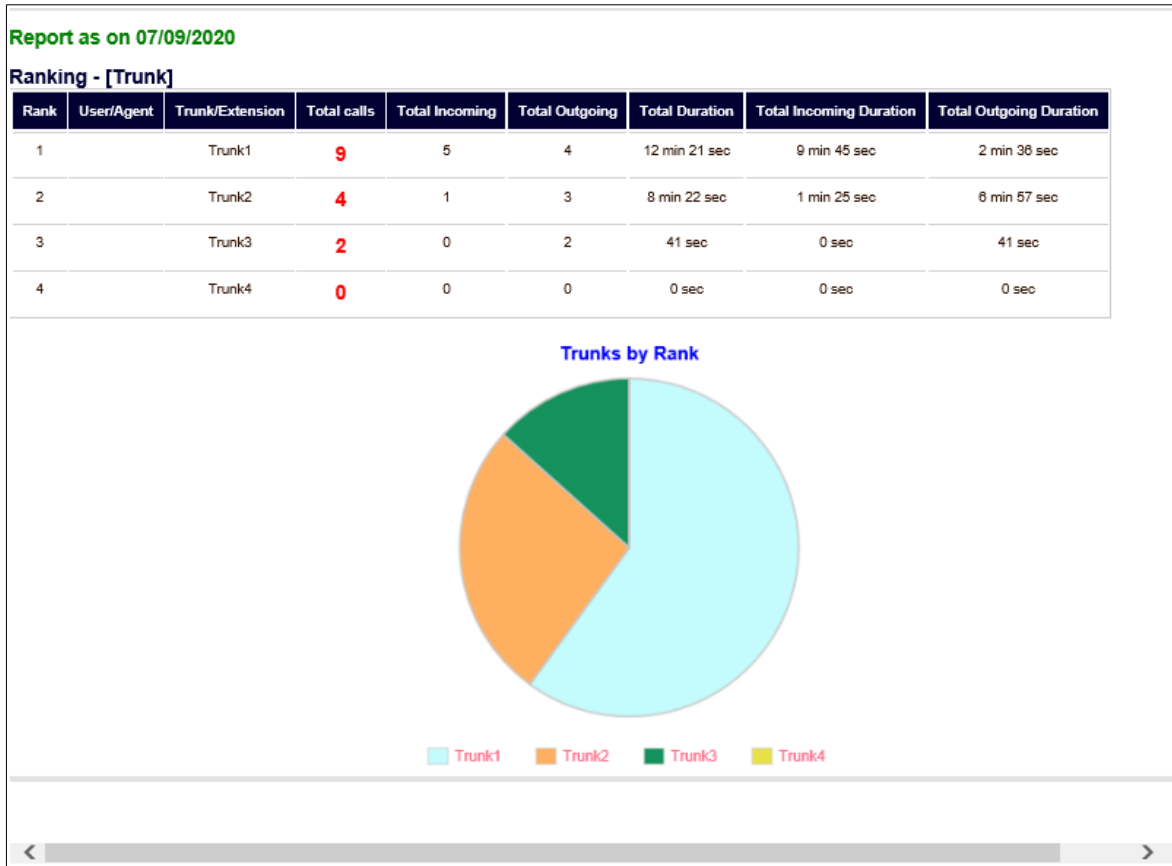 Report as on 07/09/2020
Ranking - [Trunk]
Rank User/Agent Trunk/Extension Total calls Total Incoming Total Outgoing Total Duration Total Incoming Duration Total Outgoing Duration
1 Trunk1 9 5 4 12 min 21 sec 9 min 45 sec 2 min 36 sec
2 Trunk2 4 1 3 8 min 22 sec 1 min 25 sec 6 min 57 sec
3 Trunk3 2 0 2 41 sec 0 sec 41 sec
4 Trunk4 0 0 0 0 sec 0 sec 0 sec
Trunks by Rank
Trunk1 Trunk2 Trunk3 Trunk4